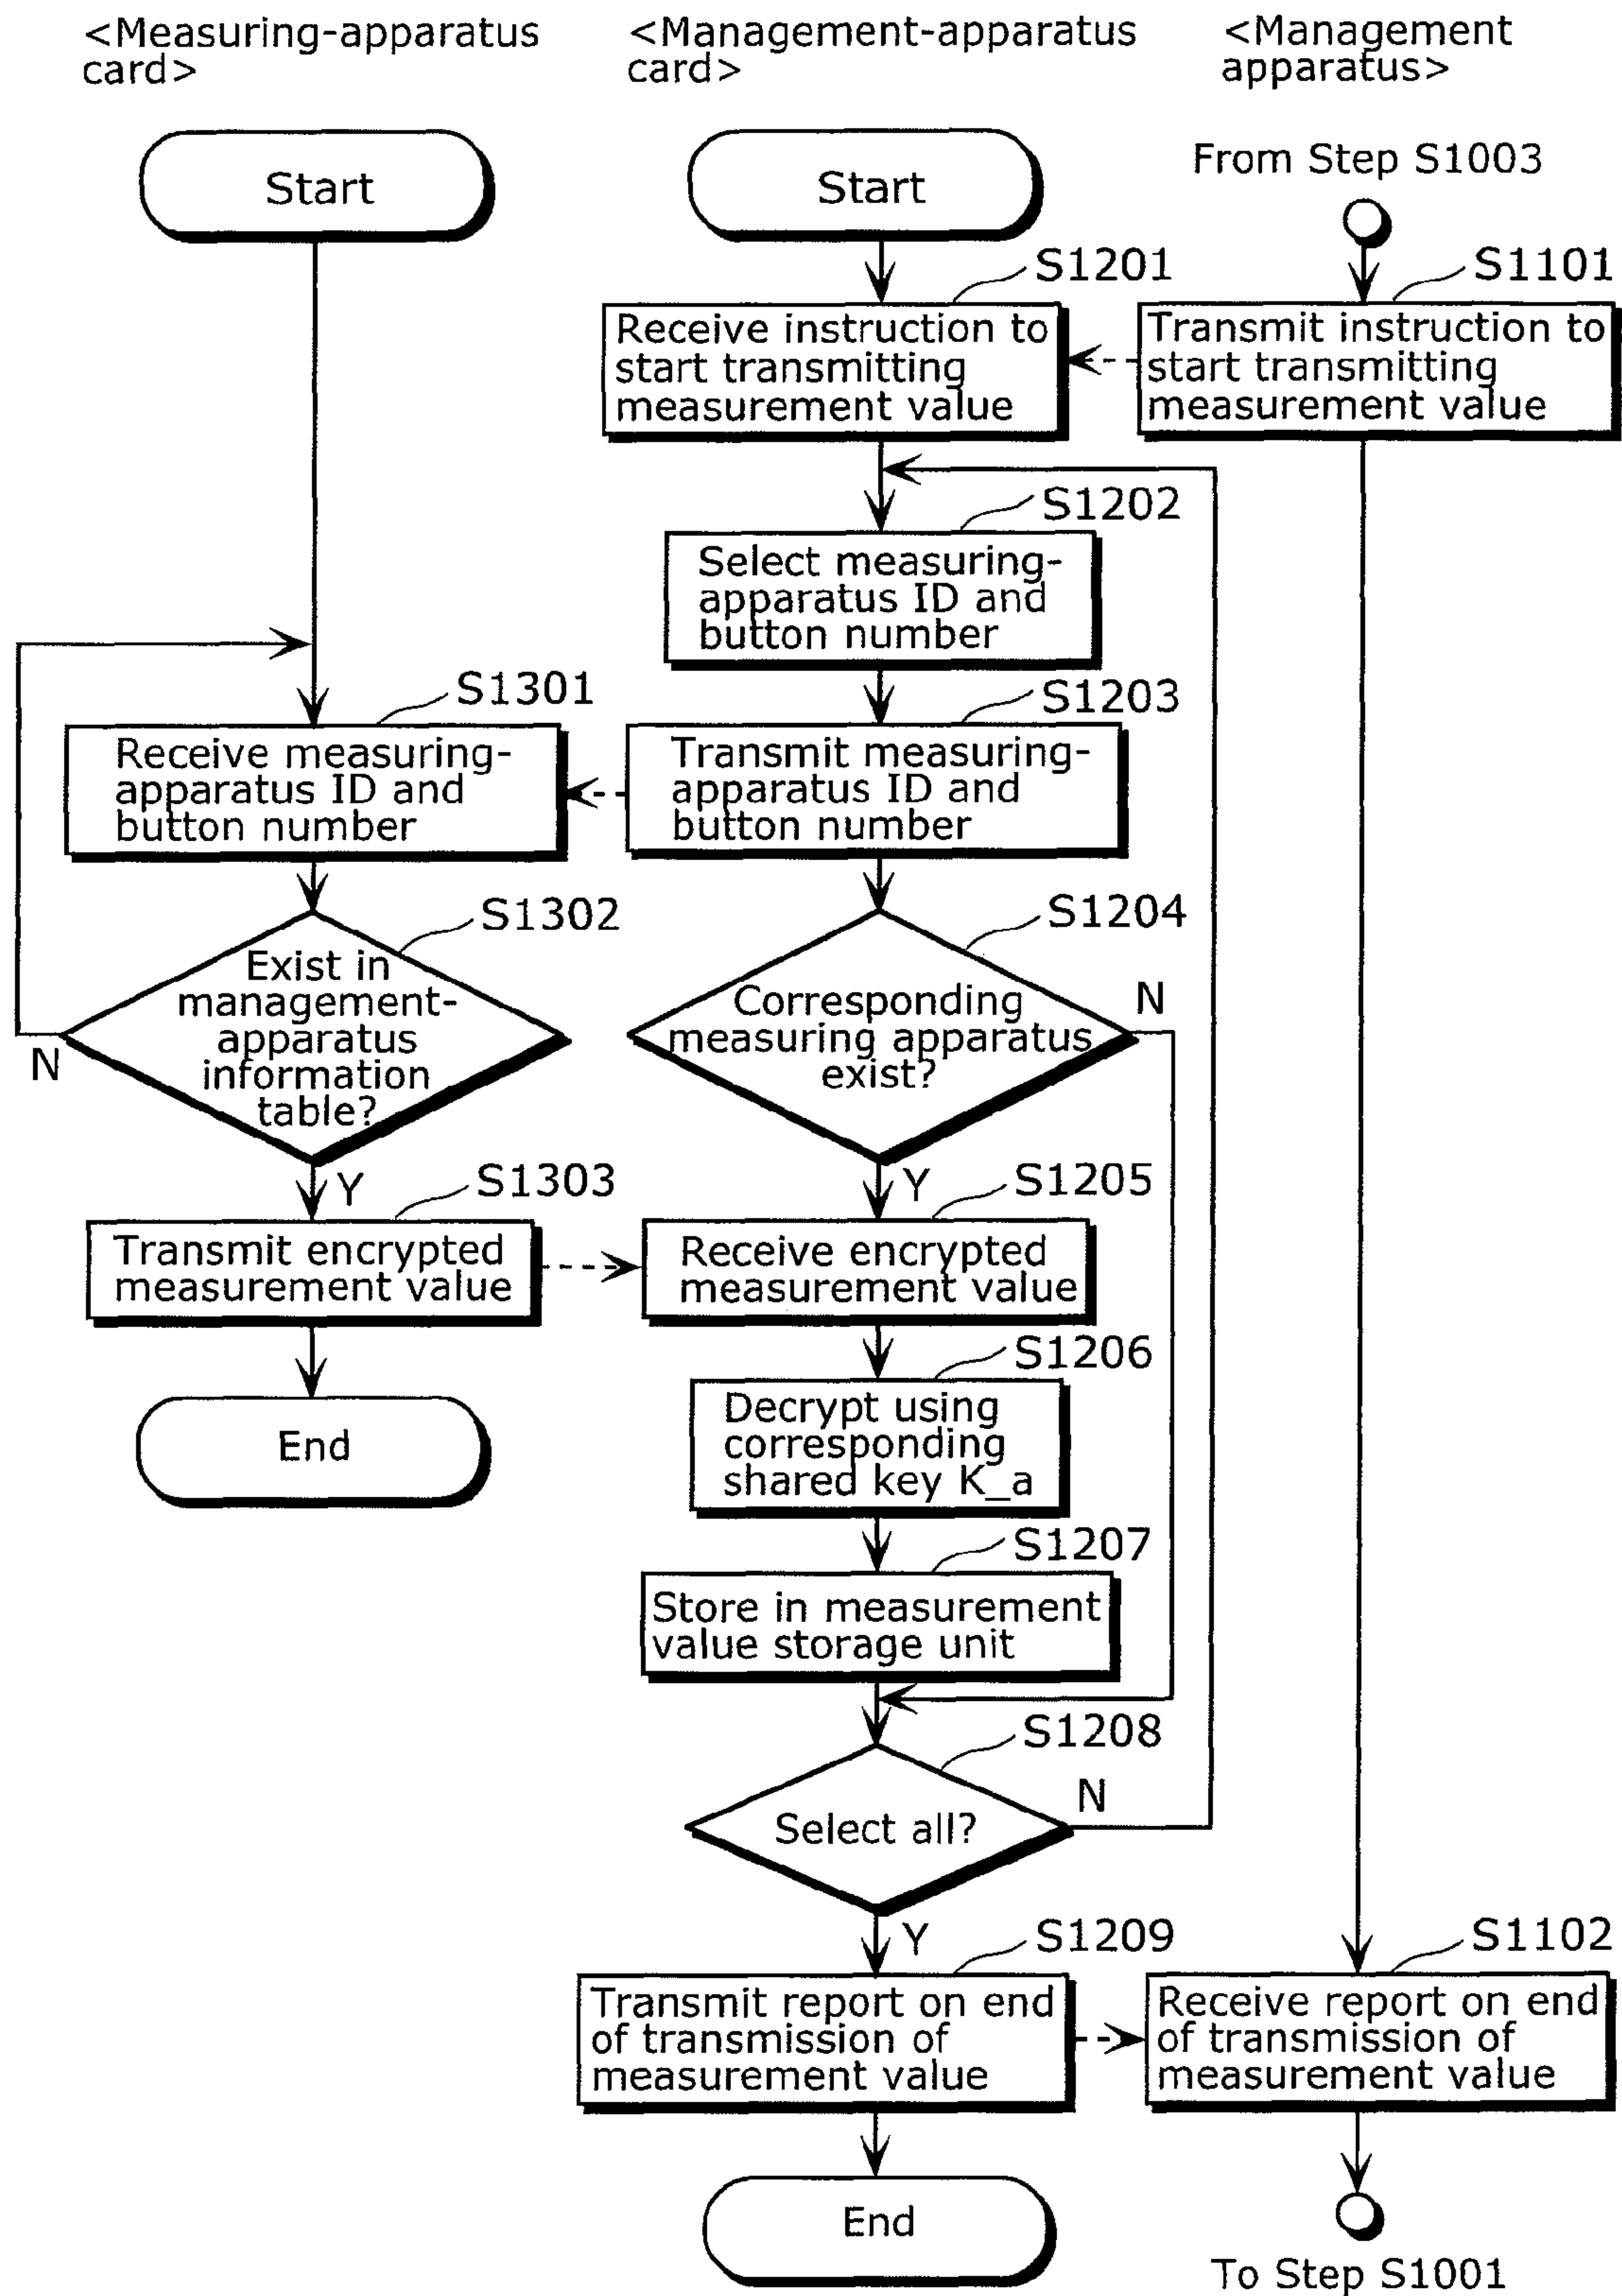 <Measuring-apparatus
card>
<Management-apparatus
card>
<Management
apparatus>
Start
Start
From Step S1003
S1201
S1101
Receive instruction to
start transmitting
measurement value
Transmit instruction to
start transmitting
measurement value
S1202
Select measuring-
apparatus ID and
button number
S1301
S1203
Receive measuring-
apparatus ID and
button number
Transmit measuring-
apparatus ID and
button number
S1302
S1204
Exist in
management-
apparatus
information
table?
N
Corresponding
measuring apparatus
exist?
N
Y
S1303
Y
S1205
Transmit encrypted
measurement value
Receive encrypted
measurement value
S1206
End
Decrypt using
corresponding
shared key K_a
S1207
Store in measurement
value storage unit
S1208
Select all?
N
Y
S1209
S1102
Transmit report on end
of transmission of
measurement value
Receive report on end
of transmission of
measurement value
End
To Step S1001